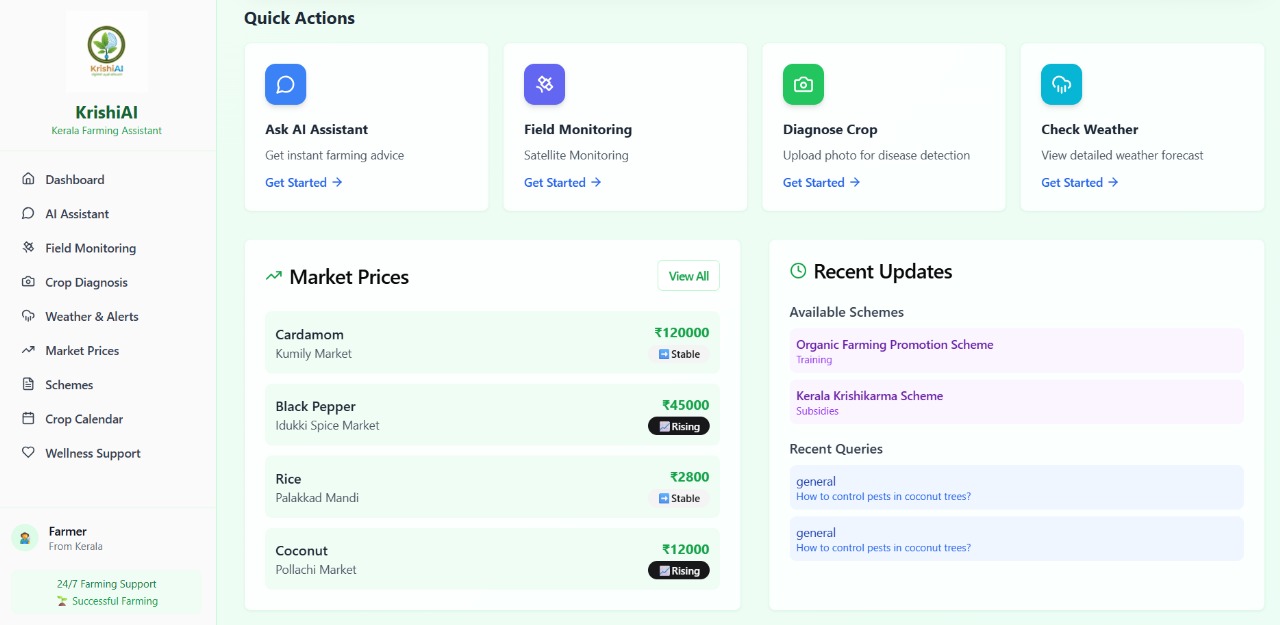 KrishiAI
KrishiAI
Kerala Farming Assistant
Dashboard
AI Assistant
Field Monitoring
Crop Diagnosis
Weather & Alerts
Market Prices
Schemes
Crop Calendar
Wellness Support
Farmer
From Kerala
24/7 Farming Support
Successful Farming
Quick Actions
Ask AI Assistant
Get instant farming advice
Get Started →
Field Monitoring
Satellite Monitoring
Get Started →
Diagnose Crop
Upload photo for disease detection
Get Started →
Check Weather
View detailed weather forecast
Get Started →
Market Prices
View All
Cardamom
₹120000
Kumily Market
Stable
Black Pepper
₹45000
Idukki Spice Market
Rising
Rice
₹2800
Palakkad Mandi
Stable
Coconut
₹12000
Pollachi Market
Rising
Recent Updates
Available Schemes
Organic Farming Promotion Scheme
Training
Kerala Krishikarma Scheme
Subsidies
Recent Queries
general
How to control pests in coconut trees?
general
How to control pests in coconut trees?